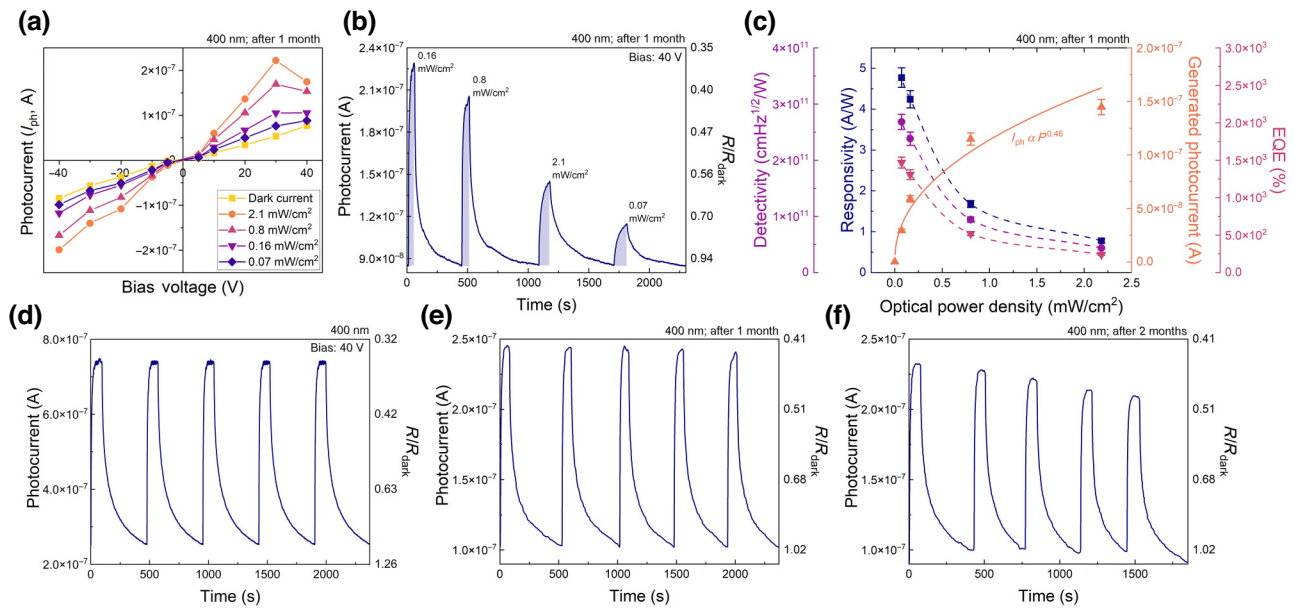 (a)
400 nm; after 1 month
Photocurrent (Iph, A)
2×10⁻⁷
1×10⁻⁷
0
−1×10⁻⁷
−2×10⁻⁷
−40
−20
0
20
40
Bias voltage (V)
Dark current
2.1 mW/cm²
0.8 mW/cm²
0.16 mW/cm²
0.07 mW/cm²
(b)
400 nm; after 1 month
Bias: 40 V
Photocurrent (A)
2.4×10⁻⁷
2.1×10⁻⁷
1.8×10⁻⁷
1.5×10⁻⁷
1.2×10⁻⁷
9.0×10⁻⁸
0.16
mW/cm²
0.8
mW/cm²
2.1
mW/cm²
0.07
mW/cm²
0.35
0.40
0.47
0.56
0.70
0.94
R/Rdark
0
500
1000
1500
2000
Time (s)
(c)
400 nm; after 1 month
Detectivity (cmHz¹ᐟ²/W)
4×10¹¹
3×10¹¹
2×10¹¹
1×10¹¹
0
Responsivity (A/W)
5
4
3
2
1
0
Iph α P⁰·⁴⁶
Generated photocurrent (A)
2.0×10⁻⁷
1.5×10⁻⁷
1.0×10⁻⁷
5.0×10⁻⁸
0.0
EQE (%)
3.0×10³
2.5×10³
2.0×10³
1.5×10³
1.0×10³
5.0×10²
0.0
0.0
0.5
1.0
1.5
2.0
2.5
Optical power density (mW/cm²)
(d)
400 nm
Bias: 40 V
Photocurrent (A)
8.0×10⁻⁷
6.0×10⁻⁷
4.0×10⁻⁷
2.0×10⁻⁷
0.32
0.42
0.63
1.26
R/Rdark
0
500
1000
1500
2000
Time (s)
(e)
400 nm; after 1 month
Photocurrent (A)
2.5×10⁻⁷
2.0×10⁻⁷
1.5×10⁻⁷
1.0×10⁻⁷
0.41
0.51
0.68
1.02
R/Rdark
0
500
1000
1500
2000
Time (s)
(f)
400 nm; after 2 months
Photocurrent (A)
2.5×10⁻⁷
2.0×10⁻⁷
1.5×10⁻⁷
1.0×10⁻⁷
0.41
0.51
0.68
1.02
R/Rdark
0
500
1000
1500
Time (s)